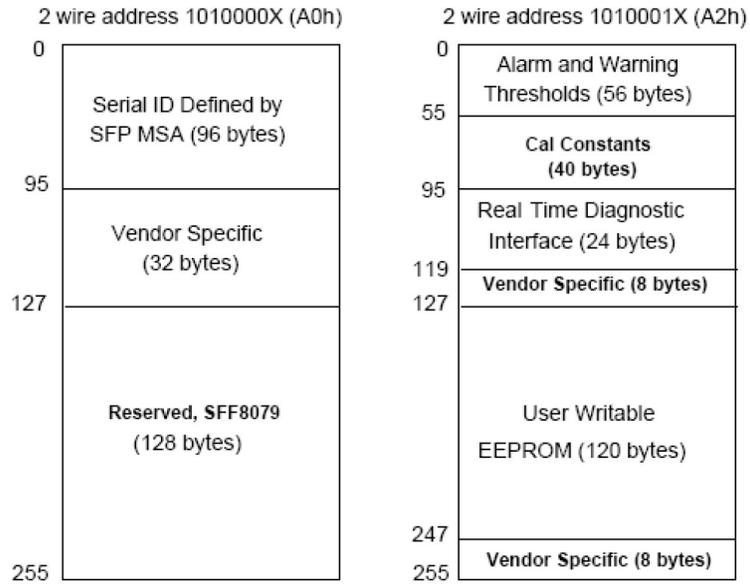 2 wire address 1010000X (A0h)
0
Serial ID Defined by
SFP MSA (96 bytes)
95
Vendor Specific
(32 bytes)
127
Reserved, SFF8079
(128 bytes)
255
2 wire address 1010001X (A2h)
0
Alarm and Warning
Thresholds (56 bytes)
55
Cal Constants
(40 bytes)
95
Real Time Diagnostic
Interface (24 bytes)
119
Vendor Specific (8 bytes)
127
User Writable
EEPROM (120 bytes)
247
Vendor Specific (8 bytes)
255